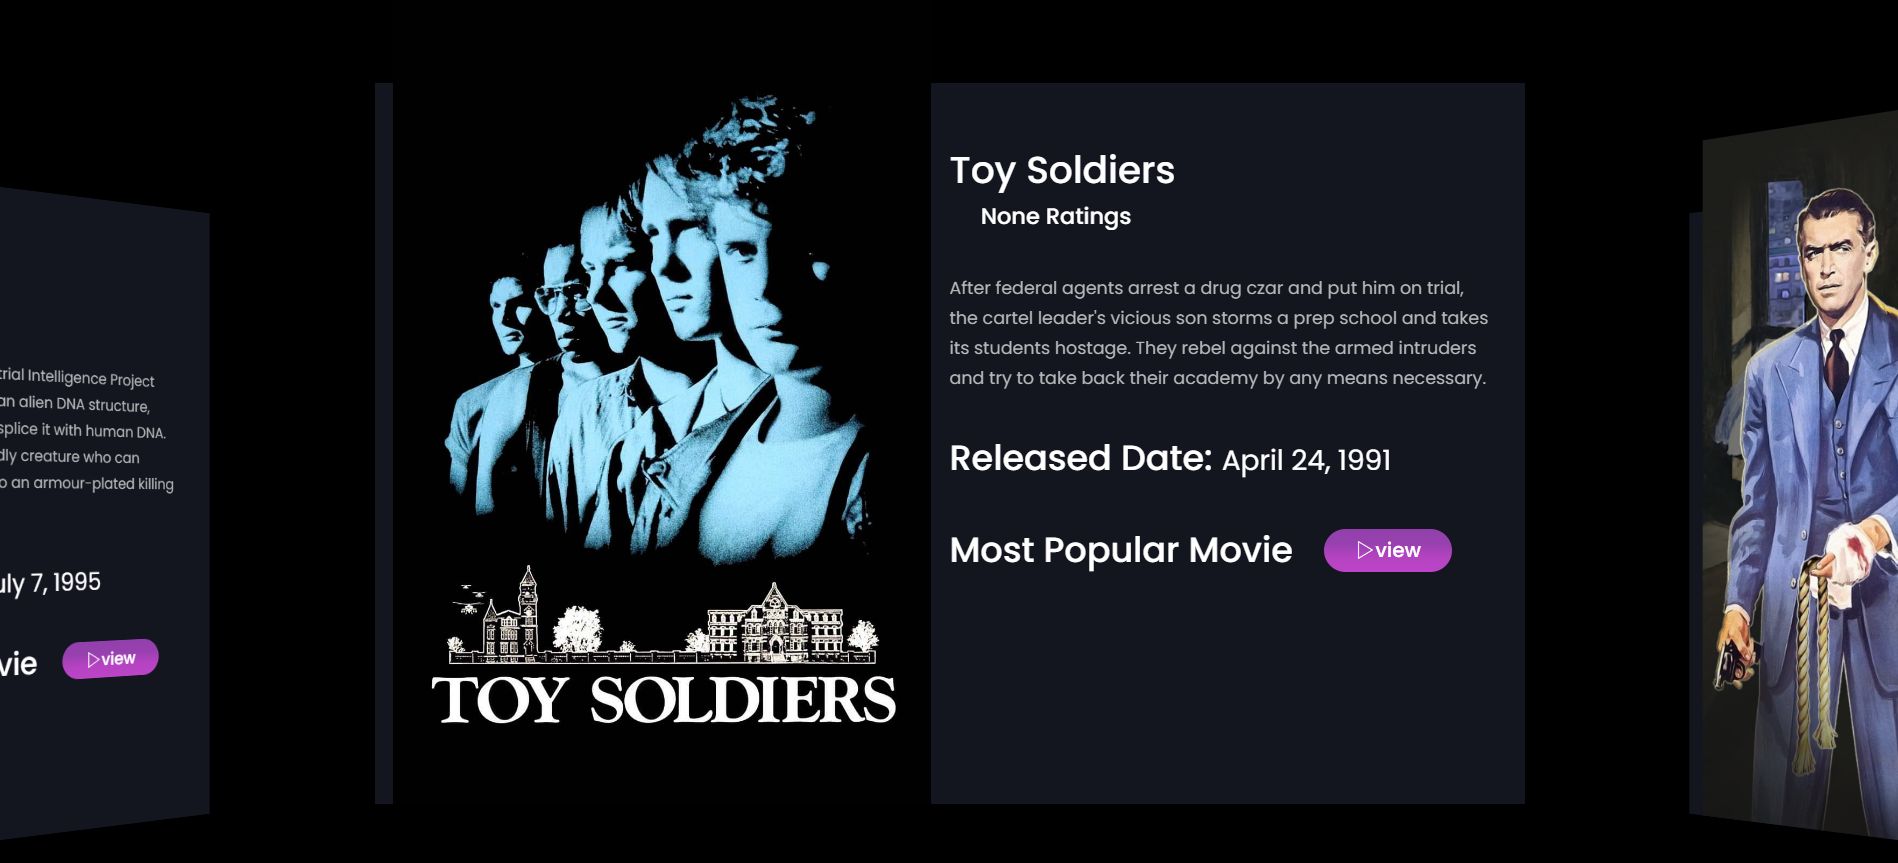 trial Intelligence Project
an alien DNA structure,
splice it with human DNA.
dly creature who can
o an armour-plated killing
uly 7, 1995
vie
view
TOY SOLDIERS
Toy Soldiers
None Ratings
After federal agents arrest a drug czar and put him on trial,
the cartel leader's vicious son storms a prep school and takes
its students hostage. They rebel against the armed intruders
and try to take back their academy by any means necessary.
Released Date: April 24, 1991
Most Popular Movie
view